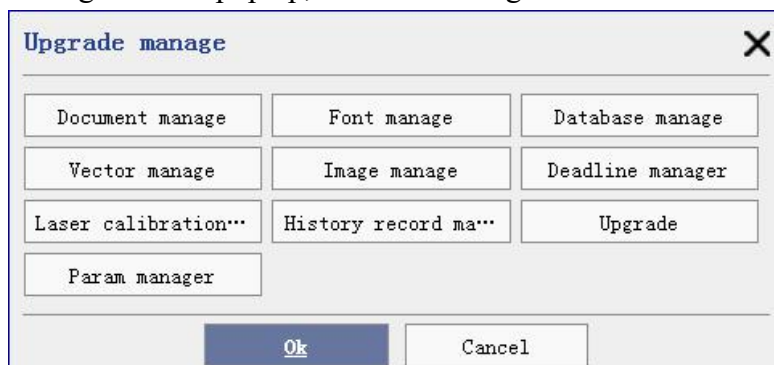 Upgrade manage
Document manage Font manage Database manage
Vector manage Image manage Deadline manager
Laser calibration··· History record ma··· Upgrade
Param manager
Ok Cancel